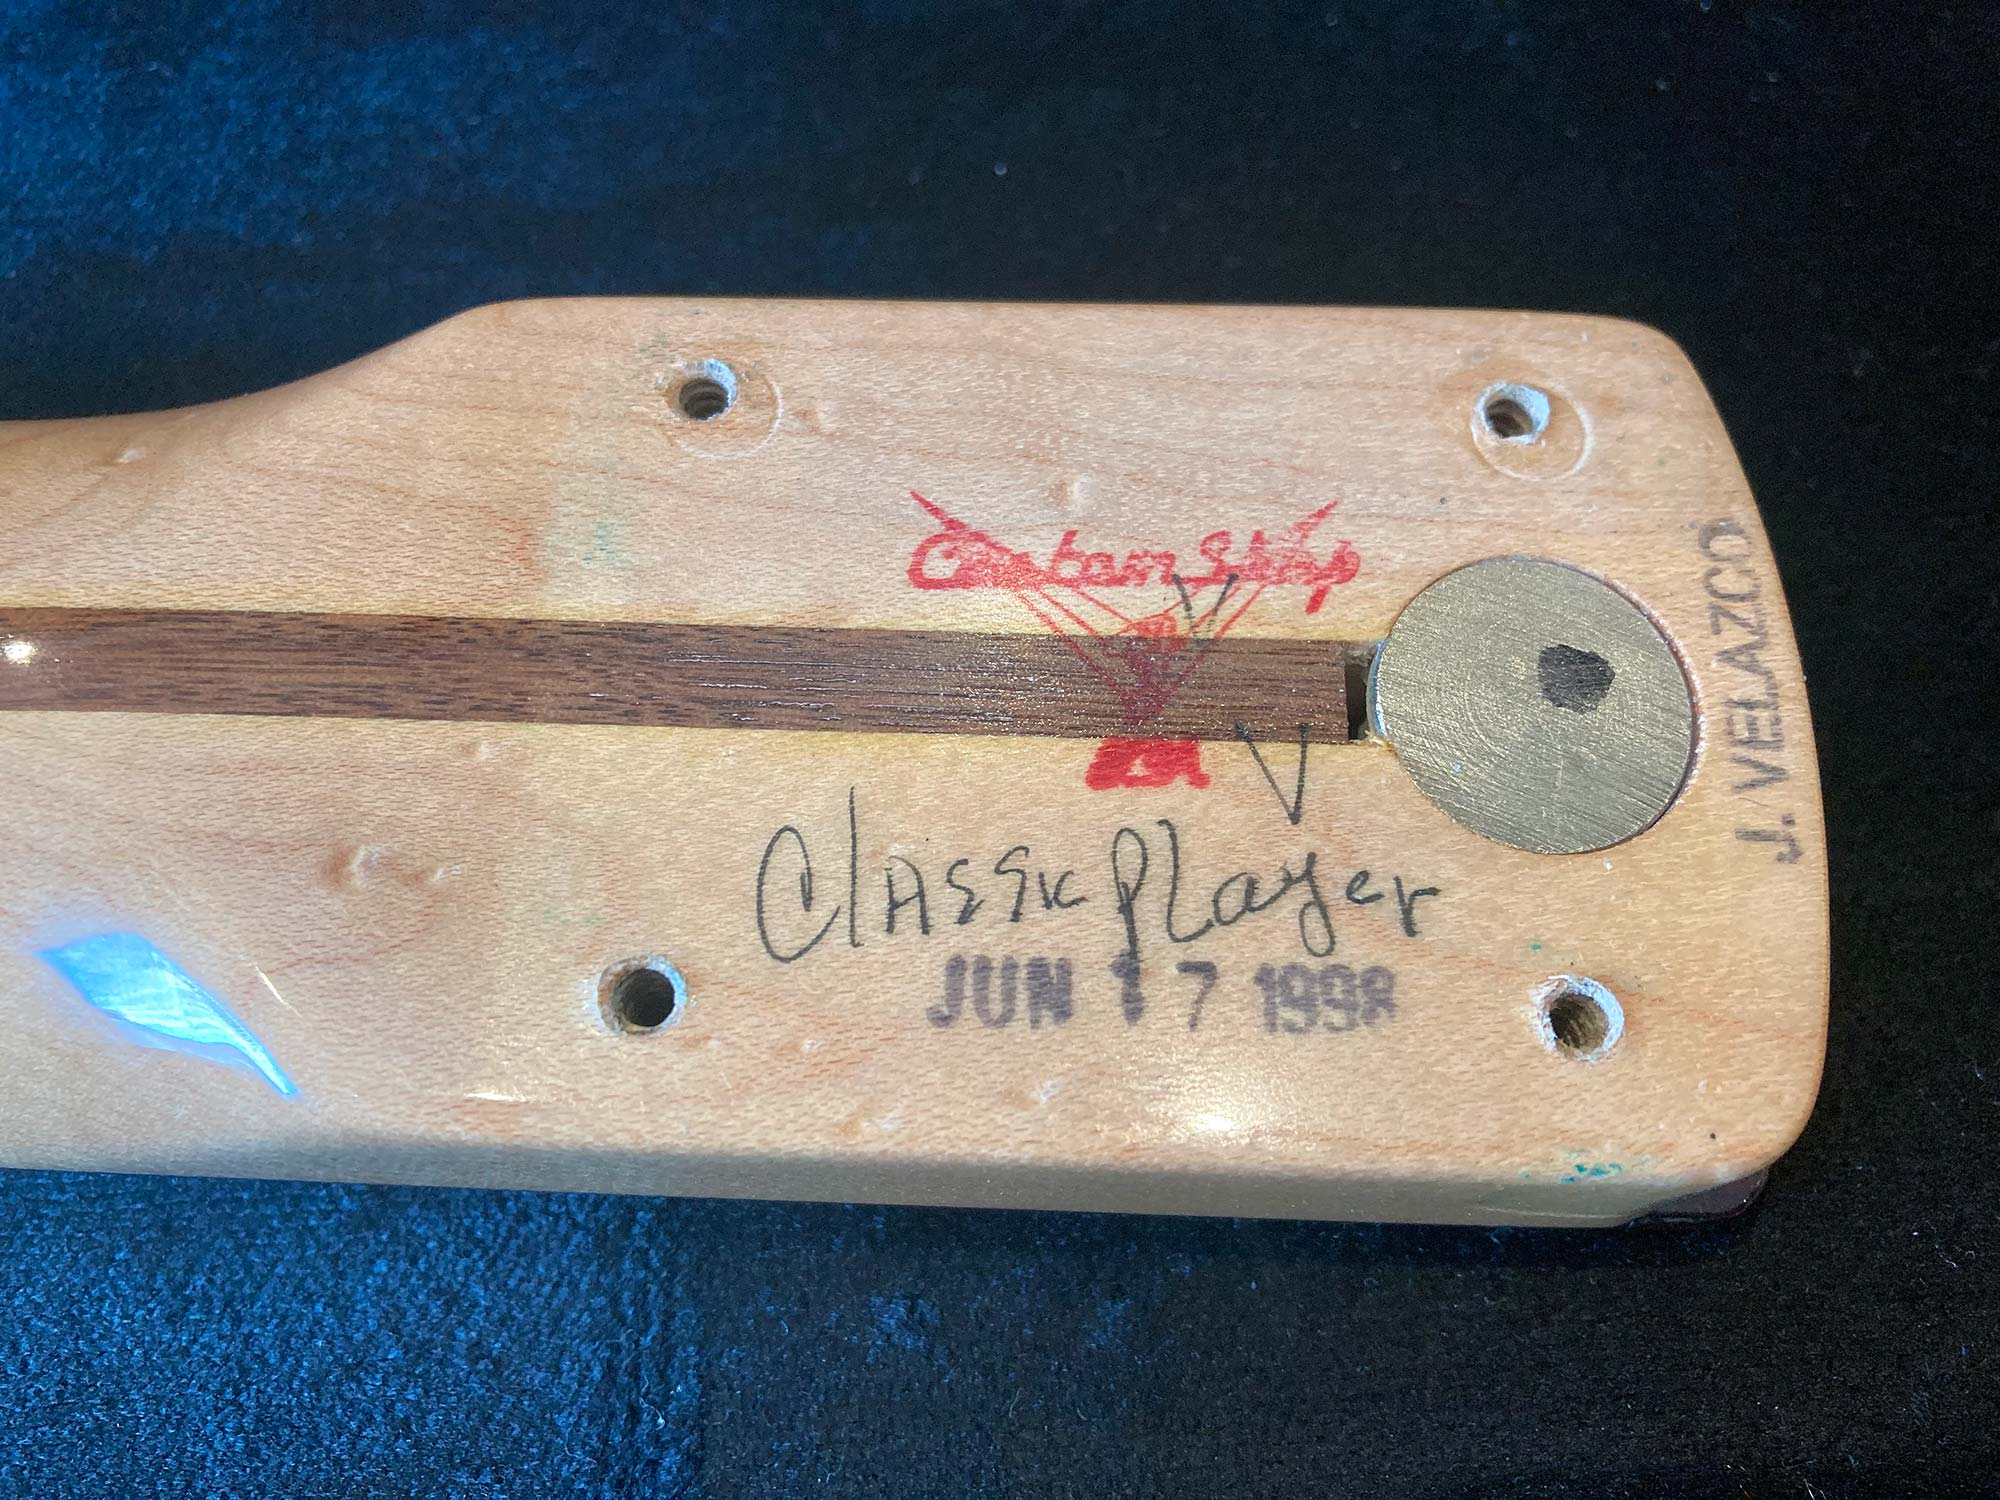 Custom Shop
V
V
Classic Player
JUN 17 1998
J. VELAZCO